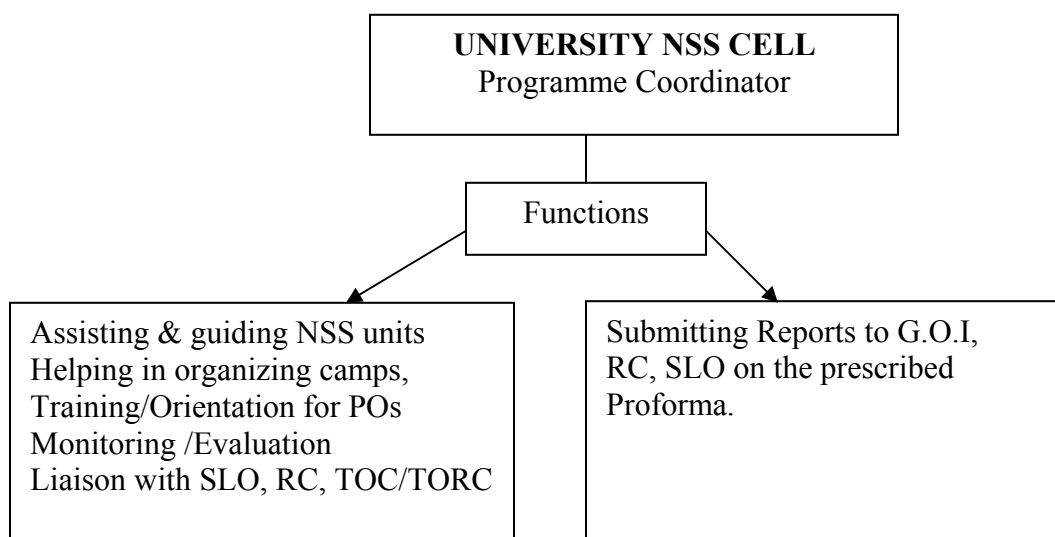 UNIVERSITY NSS CELL
Programme Coordinator
Functions
Assisting & guiding NSS units
Helping in organizing camps,
Training/Orientation for POs
Monitoring /Evaluation
Liaison with SLO, RC, TOC/TORC
Submitting Reports to G.O.I,
RC, SLO on the prescribed
Proforma.